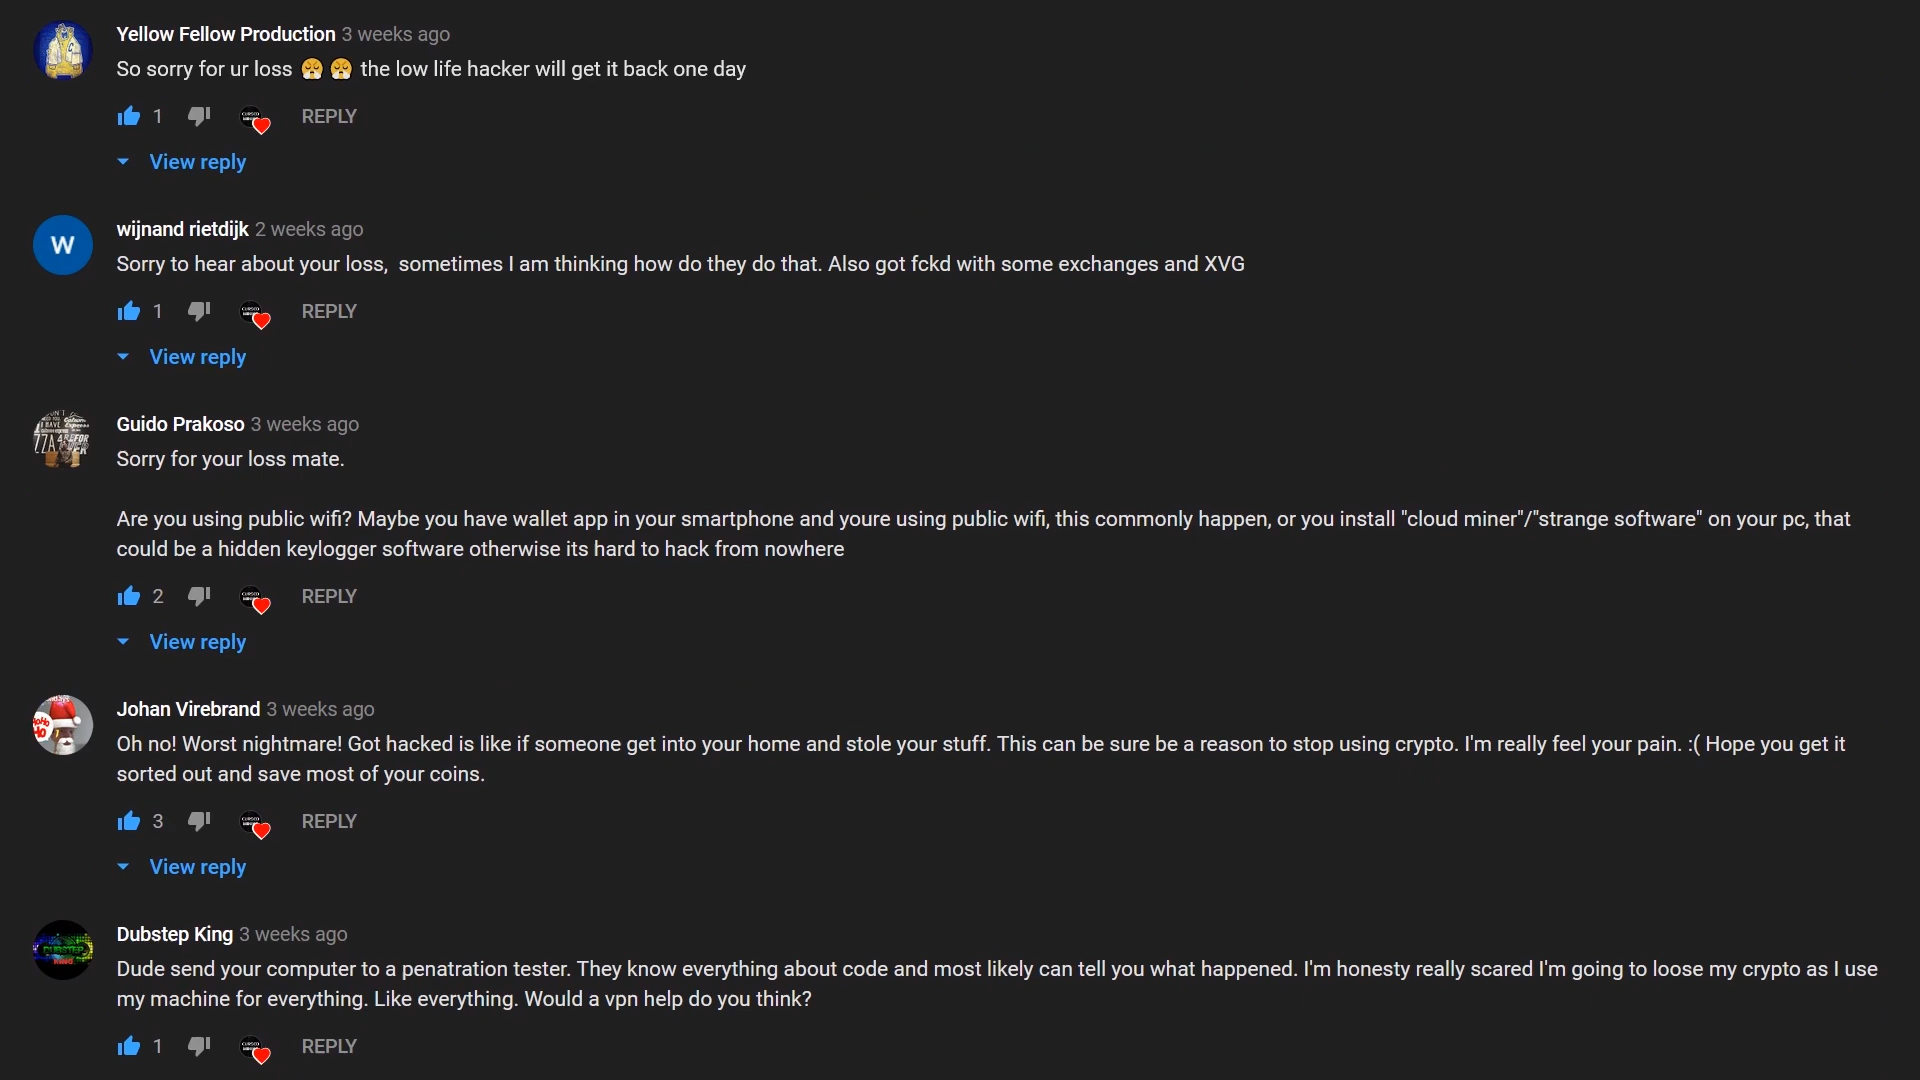 Yellow Fellow Production 3 weeks ago
So sorry for ur loss 😤 😤 the low life hacker will get it back one day
1 REPLY
View reply
W
wijnand rietdijk 2 weeks ago
Sorry to hear about your loss,  sometimes I am thinking how do they do that. Also got fckd with some exchanges and XVG
1 REPLY
View reply
Guido Prakoso 3 weeks ago
Sorry for your loss mate.
Are you using public wifi? Maybe you have wallet app in your smartphone and youre using public wifi, this commonly happen, or you install "cloud miner"/"strange software" on your pc, that
could be a hidden keylogger software otherwise its hard to hack from nowhere
2 REPLY
View reply
Johan Virebrand 3 weeks ago
Oh no! Worst nightmare! Got hacked is like if someone get into your home and stole your stuff. This can be sure be a reason to stop using crypto. I'm really feel your pain. :( Hope you get it
sorted out and save most of your coins.
3 REPLY
View reply
Dubstep King 3 weeks ago
Dude send your computer to a penatration tester. They know everything about code and most likely can tell you what happened. I'm honesty really scared I'm going to loose my crypto as I use
my machine for everything. Like everything. Would a vpn help do you think?
1 REPLY